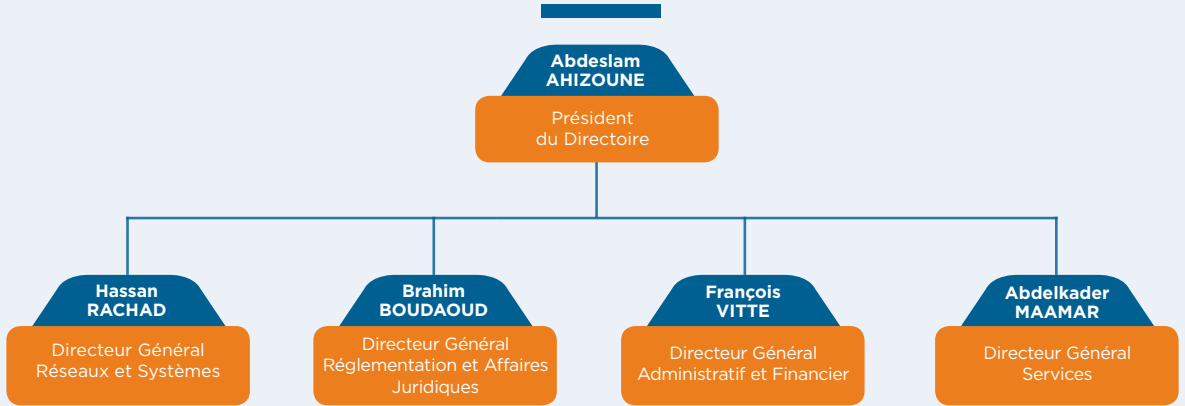 Abdeslam
AHIZOUNE
Président
du Directoire
Hassan
RACHAD
Directeur Général
Réseaux et Systèmes
Brahim
BOUDAOUD
Directeur Général
Réglementation et Affaires
Juridiques
François
VITTE
Directeur Général
Administratif et Financier
Abdelkader
MAAMAR
Directeur Général
Services